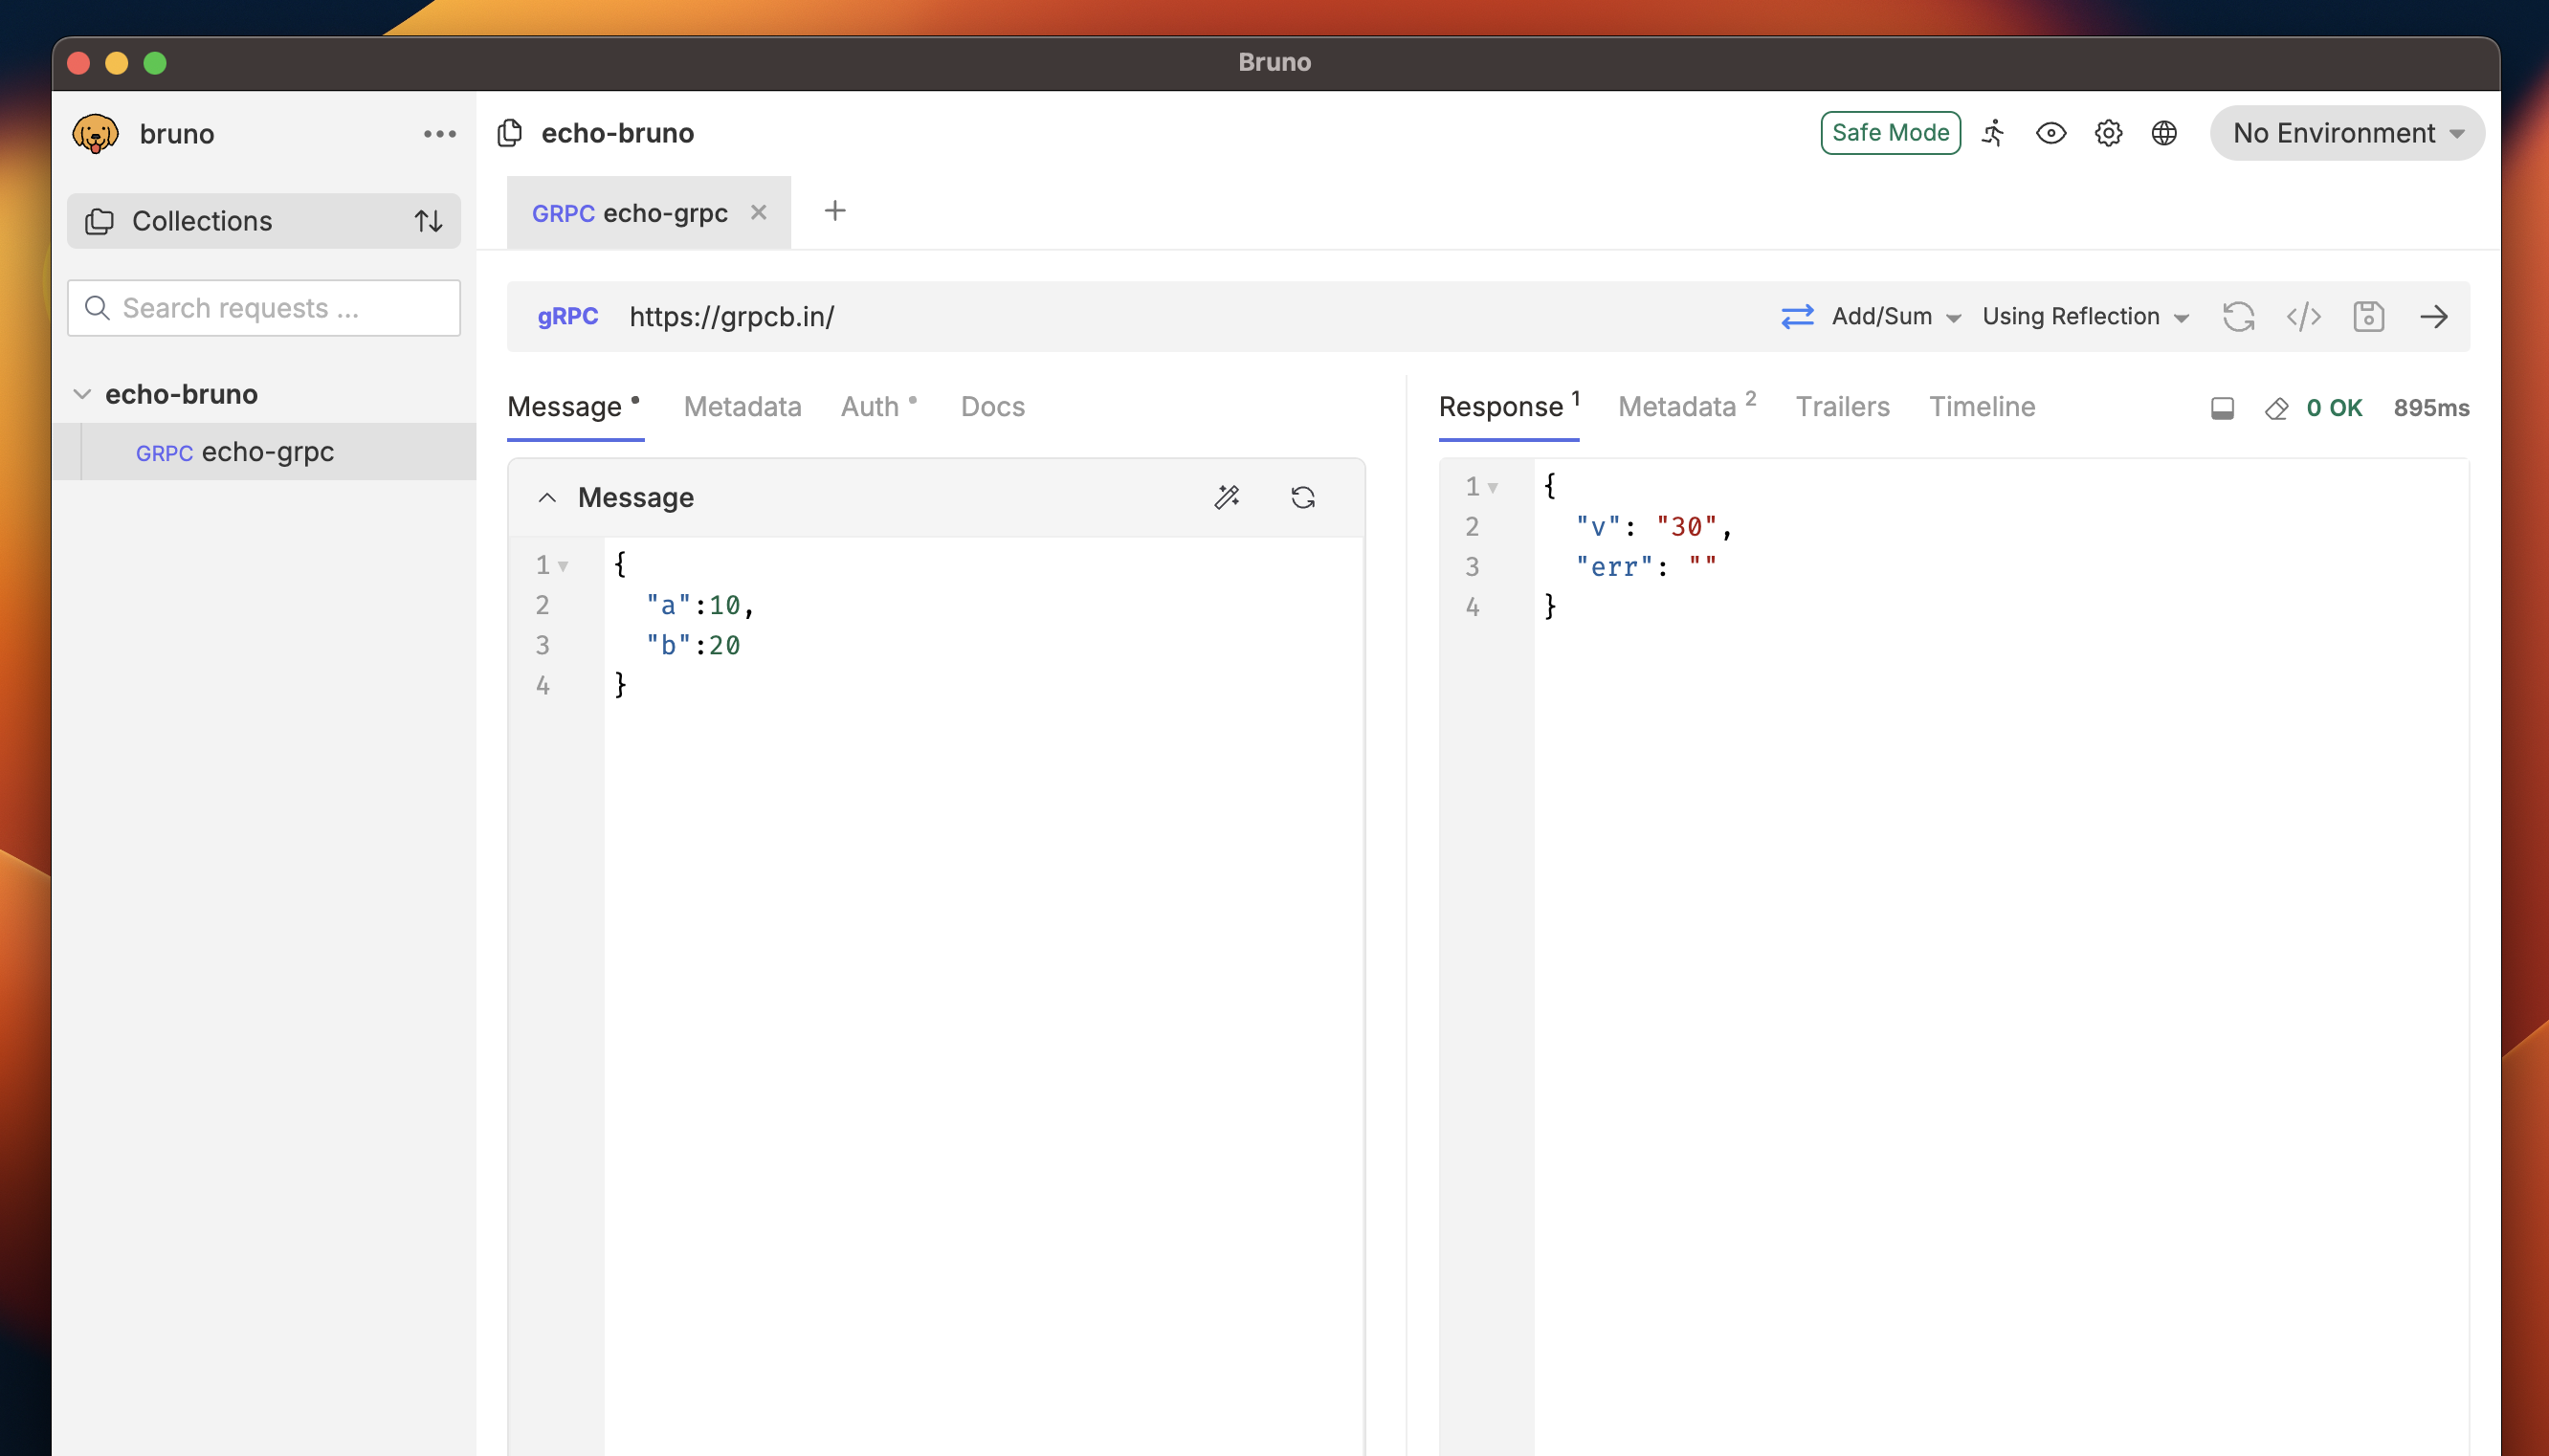 Bruno
bruno
echo-bruno
Safe Mode
No Environment
Collections
GRPC echo-grpc
Search requests ...
gRPC https://grpcb.in/ Add/Sum Using Reflection
echo-bruno
GRPC echo-grpc
Message Metadata Auth Docs
Message
1 {
2 "a":10,
3 "b":20
4 }
Response 1 Metadata 2 Trailers Timeline 0 OK 895ms
1 {
2 "v": "30",
3 "err": ""
4 }